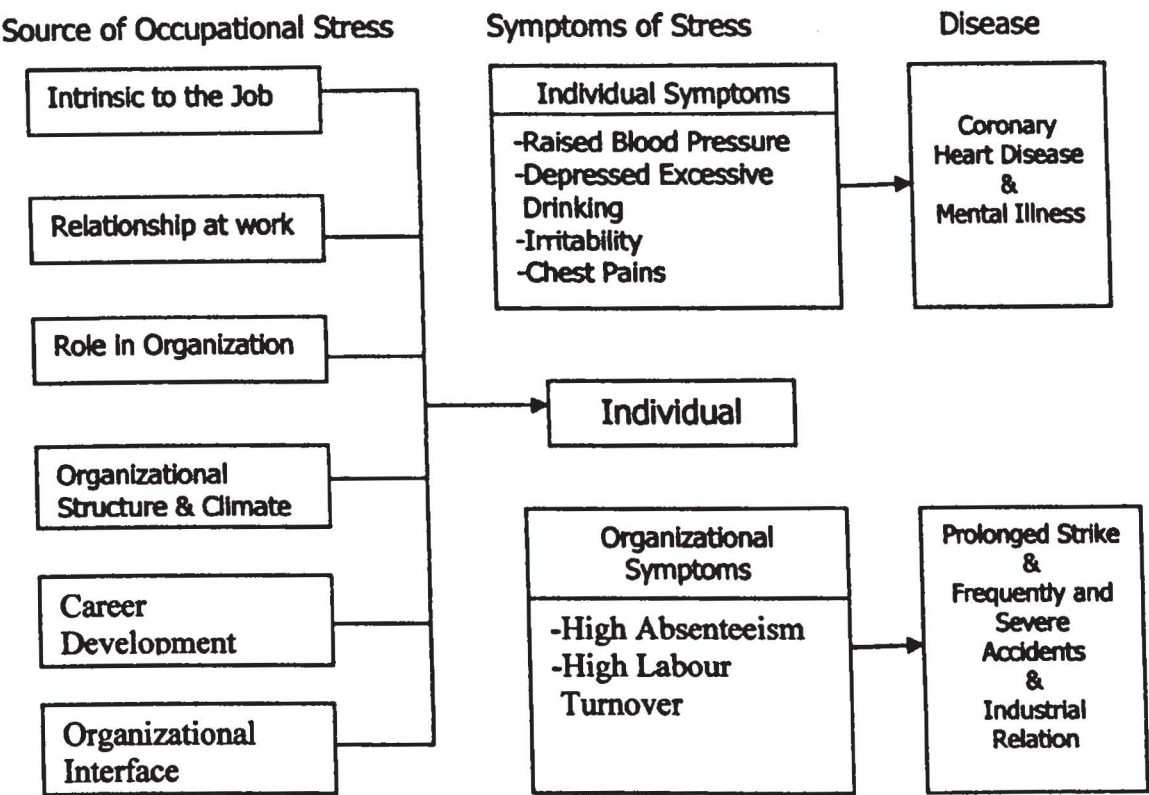 Source of Occupational Stress
Symptoms of Stress
Disease
Intrinsic to the Job
Relationship at work
Role in Organization
Organizational
Structure & Climate
Career
Development
Organizational
Interface
Individual Symptoms
-Raised Blood Pressure
-Depressed Excessive
Drinking
-Irritability
-Chest Pains
Individual
Organizational
Symptoms
-High Absenteeism
-High Labour
Turnover
Coronary
Heart Disease
&
Mental Illness
Prolonged Strike
&
Frequently and
Severe
Accidents
&
Industrial
Relation